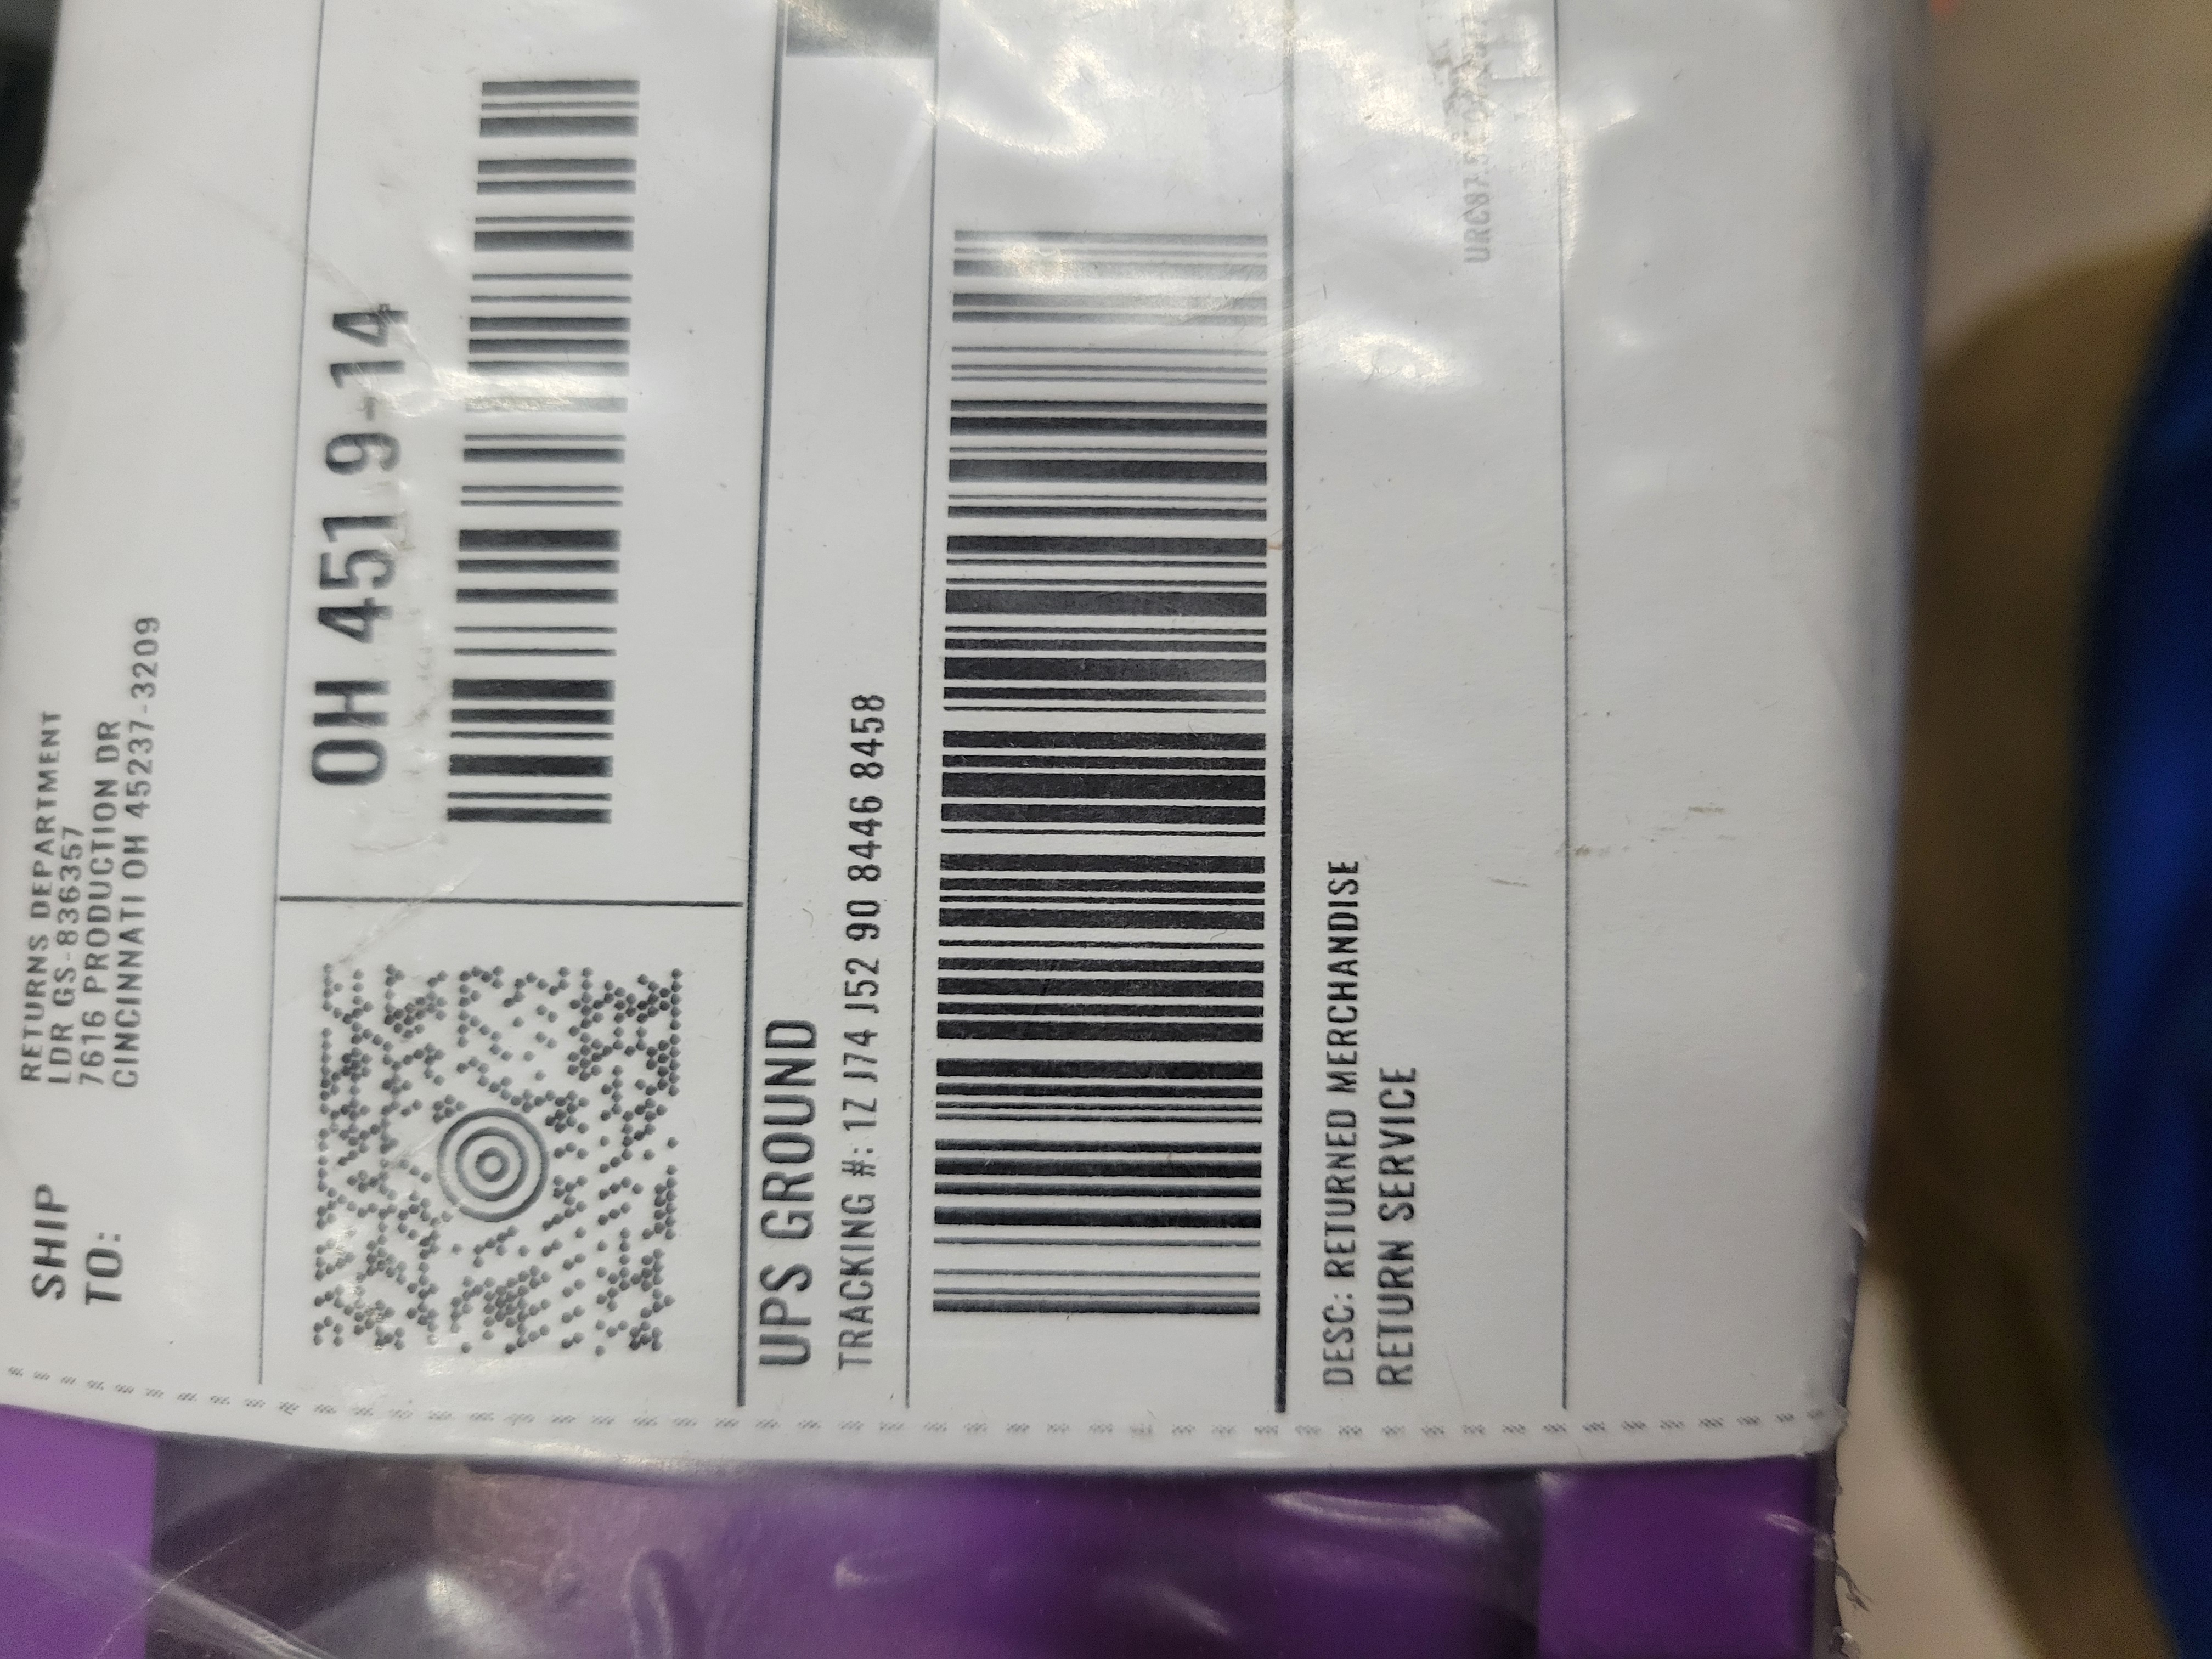 SHIP
TO:
RETURNS DEPARTMENT
LDR GS-836357
7616 PRODUCTION DR
CINCINNATI OH 45237-3209
OH 451 9-14
UPS GROUND
TRACKING #: 1Z J74 J52 90 8446 8458
DESC: RETURNED MERCHANDISE
RETURN SERVICE